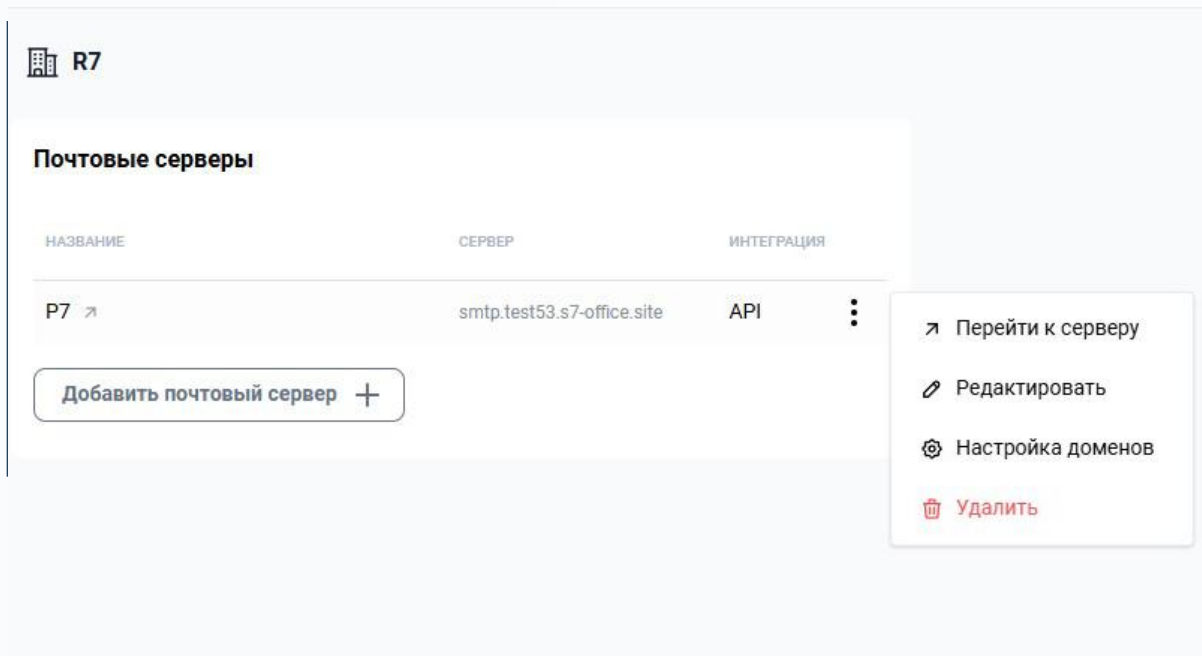 R7
Почтовые серверы
НАЗВАНИЕ СЕРВЕР ИНТЕГРАЦИЯ
Р7 smtp.test53.s7-office.site API
Добавить почтовый сервер
Перейти к серверу
Редактировать
Настройка доменов
Удалить